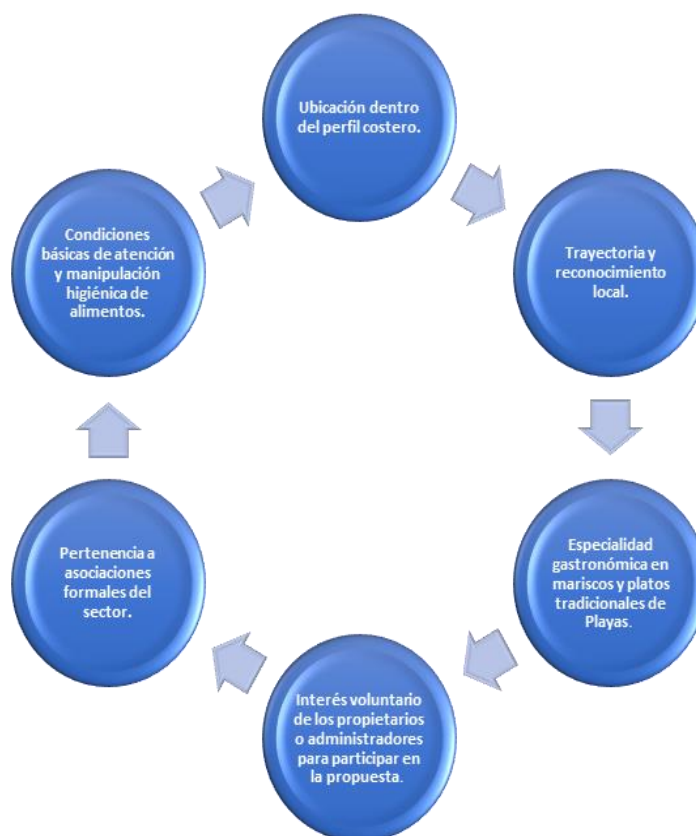 Ubicación dentro
del perfil costero.
Trayectoria y
reconocimiento
local.
Especialidad
gastronómica en
mariscos y platos
tradicionales de
Playas.
Interés voluntario
de los propietarios
o administradores
para participar en
la propuesta.
Pertenencia a
asociaciones
formales del
sector.
Condiciones
básicas de atención
y manipulación
higiénica de
alimentos.